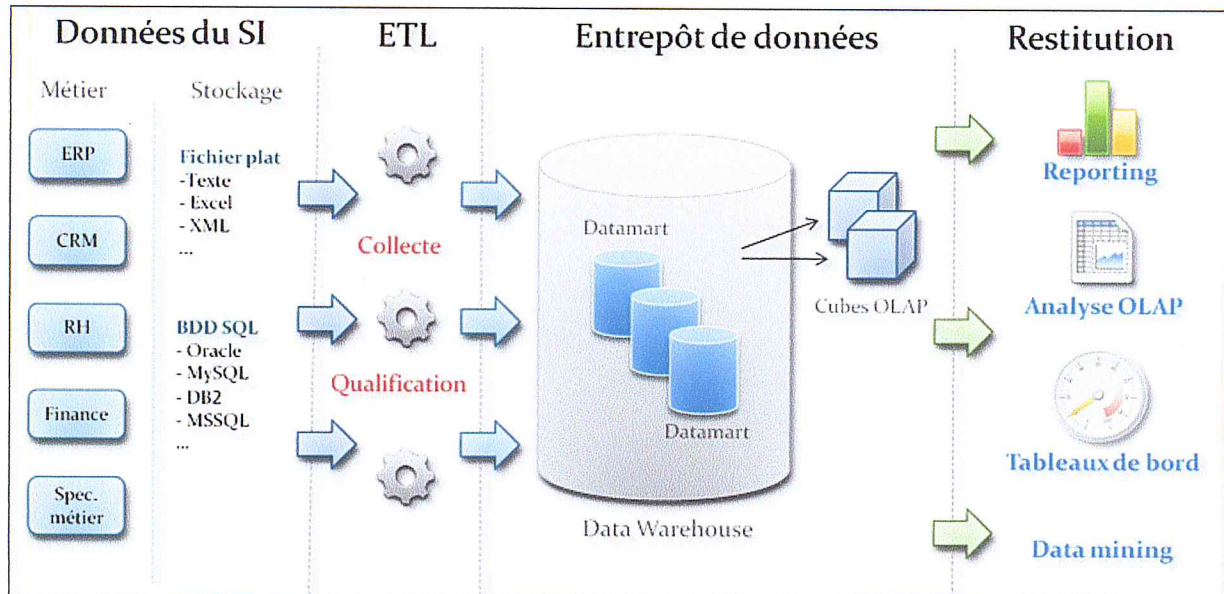 Données du SI
ETL
Entrepôt de données
Restitution
Métier
Stockage
ERP
CRM
RH
Finance
Spec.
métier
Fichier plat
-Texte
- Excel
- XML
...
BDD SQL
- Oracle
- MySQL
- DB2
- MSSQL
...
Collecte
Qualification
Datamart
Datamart
Data Warehouse
Cubes OLAP
Reporting
Analyse OLAP
Tableaux de bord
Data mining